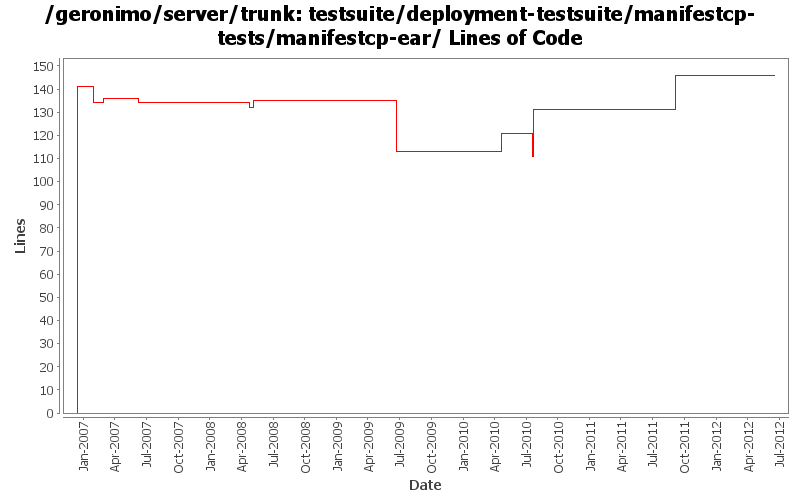 /geronimo/server/trunk: testsuite/deployment-testsuite/manifestcp-
tests/manifestcp-ear/ Lines of Code
150
140
130
120
110
100
90
80
70
60
50
40
30
20
10
0
Lines
Jan-2007
Apr-2007
Jul-2007
Oct-2007
Jan-2008
Apr-2008
Jul-2008
Oct-2008
Jan-2009
Apr-2009
Jul-2009
Oct-2009
Jan-2010
Apr-2010
Jul-2010
Oct-2010
Jan-2011
Apr-2011
Jul-2011
Oct-2011
Jan-2012
Apr-2012
Jul-2012
Date